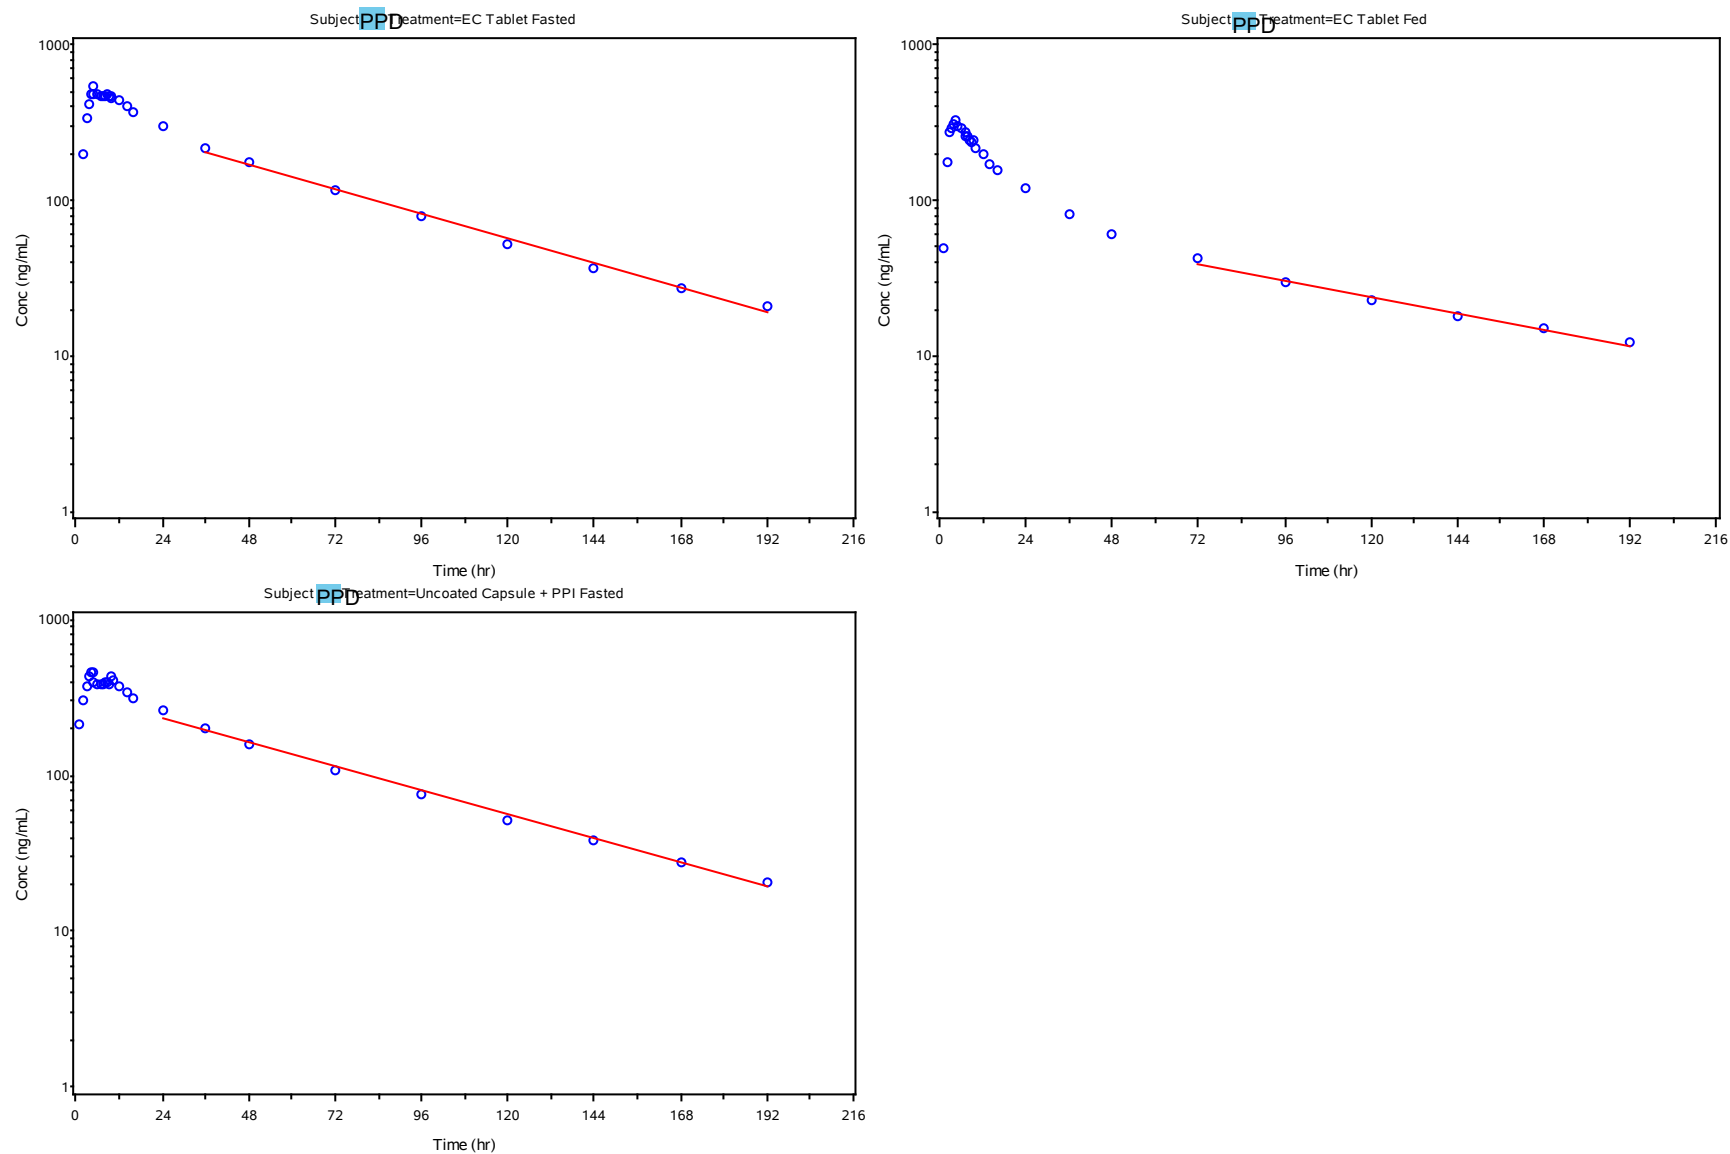 Subject PPD Treatment=EC Tablet Fasted
1000
100
10
1
Conc (ng/mL)
0 24 48 72 96 120 144 168 192 216
Time (hr)
Subject PPD Treatment=EC Tablet Fed
1000
100
10
1
Conc (ng/mL)
0 24 48 72 96 120 144 168 192 216
Time (hr)
Subject PPD Treatment=Uncoated Capsule + PPI Fasted
1000
100
10
1
Conc (ng/mL)
0 24 48 72 96 120 144 168 192 216
Time (hr)